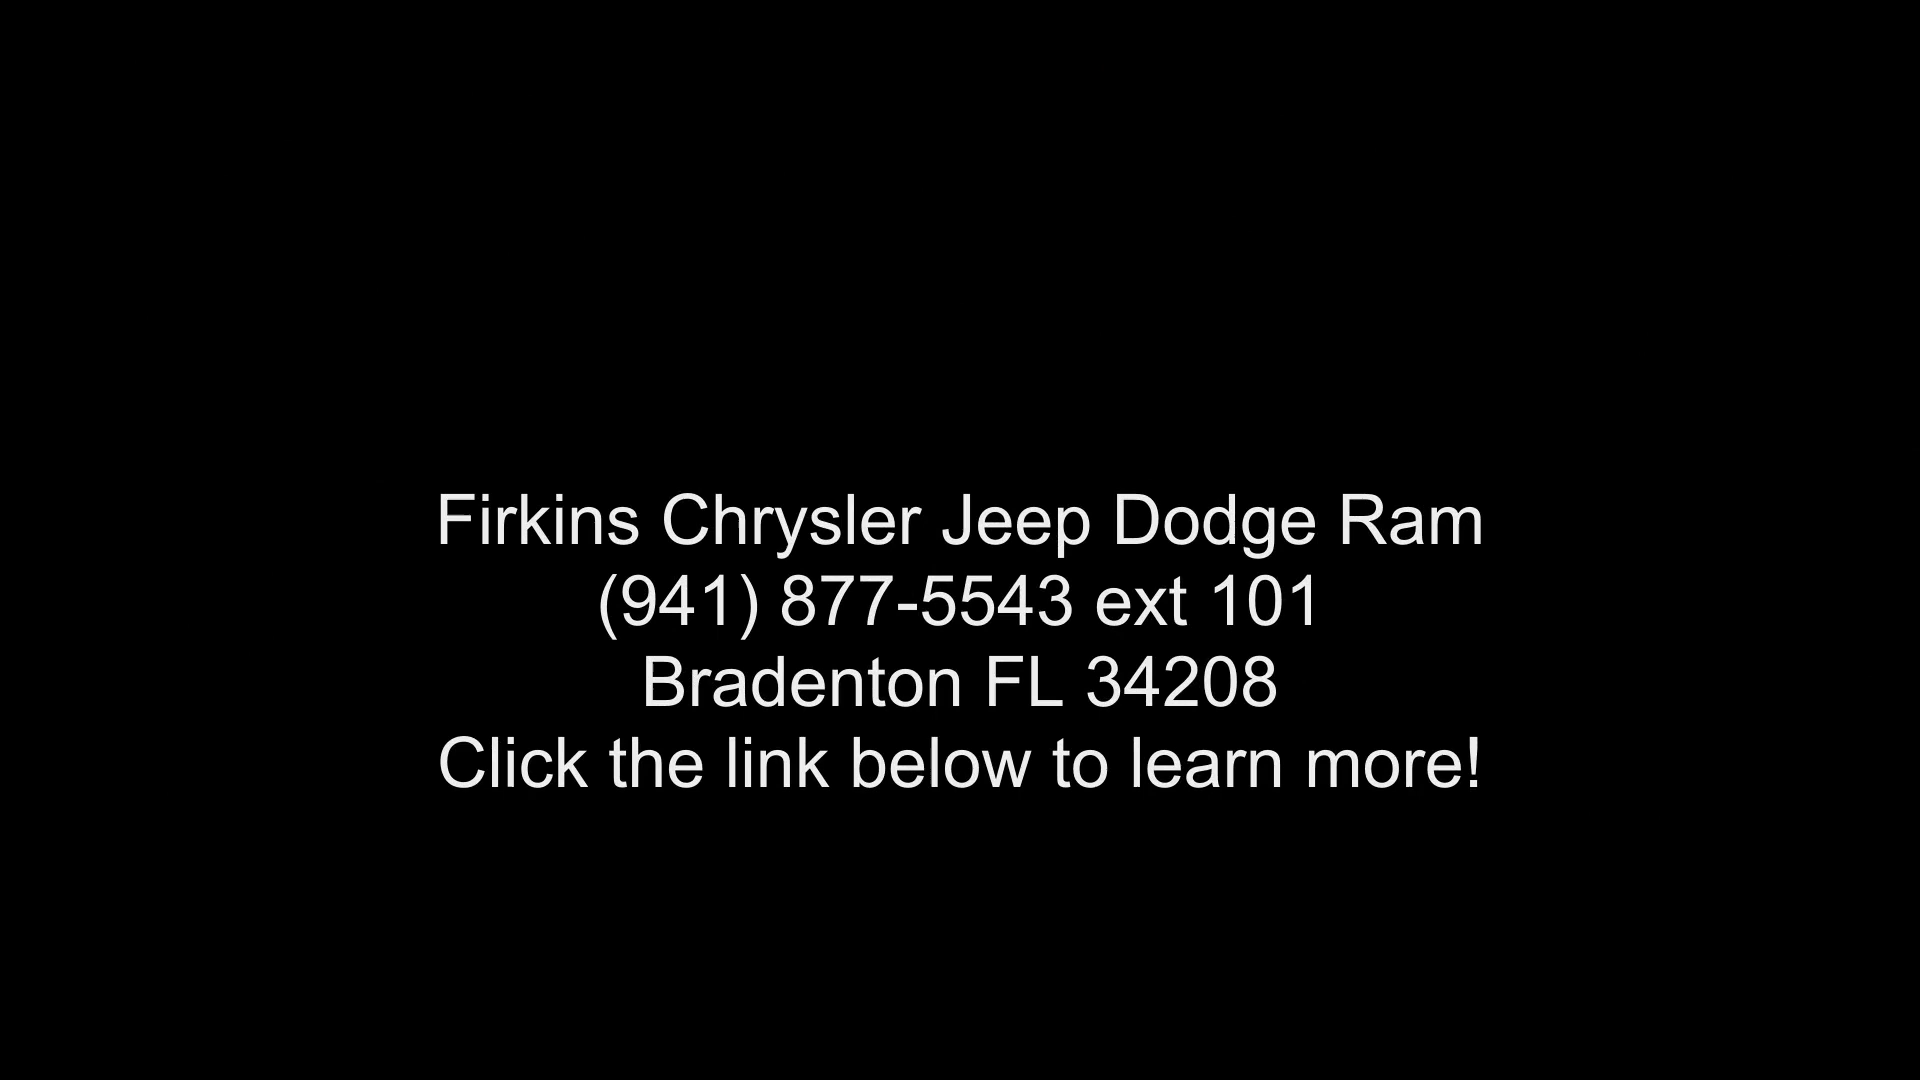 Firkins Chrysler Jeep Dodge Ram
(941) 877-5543 ext 101
Bradenton FL 34208
Click the link below to learn more!